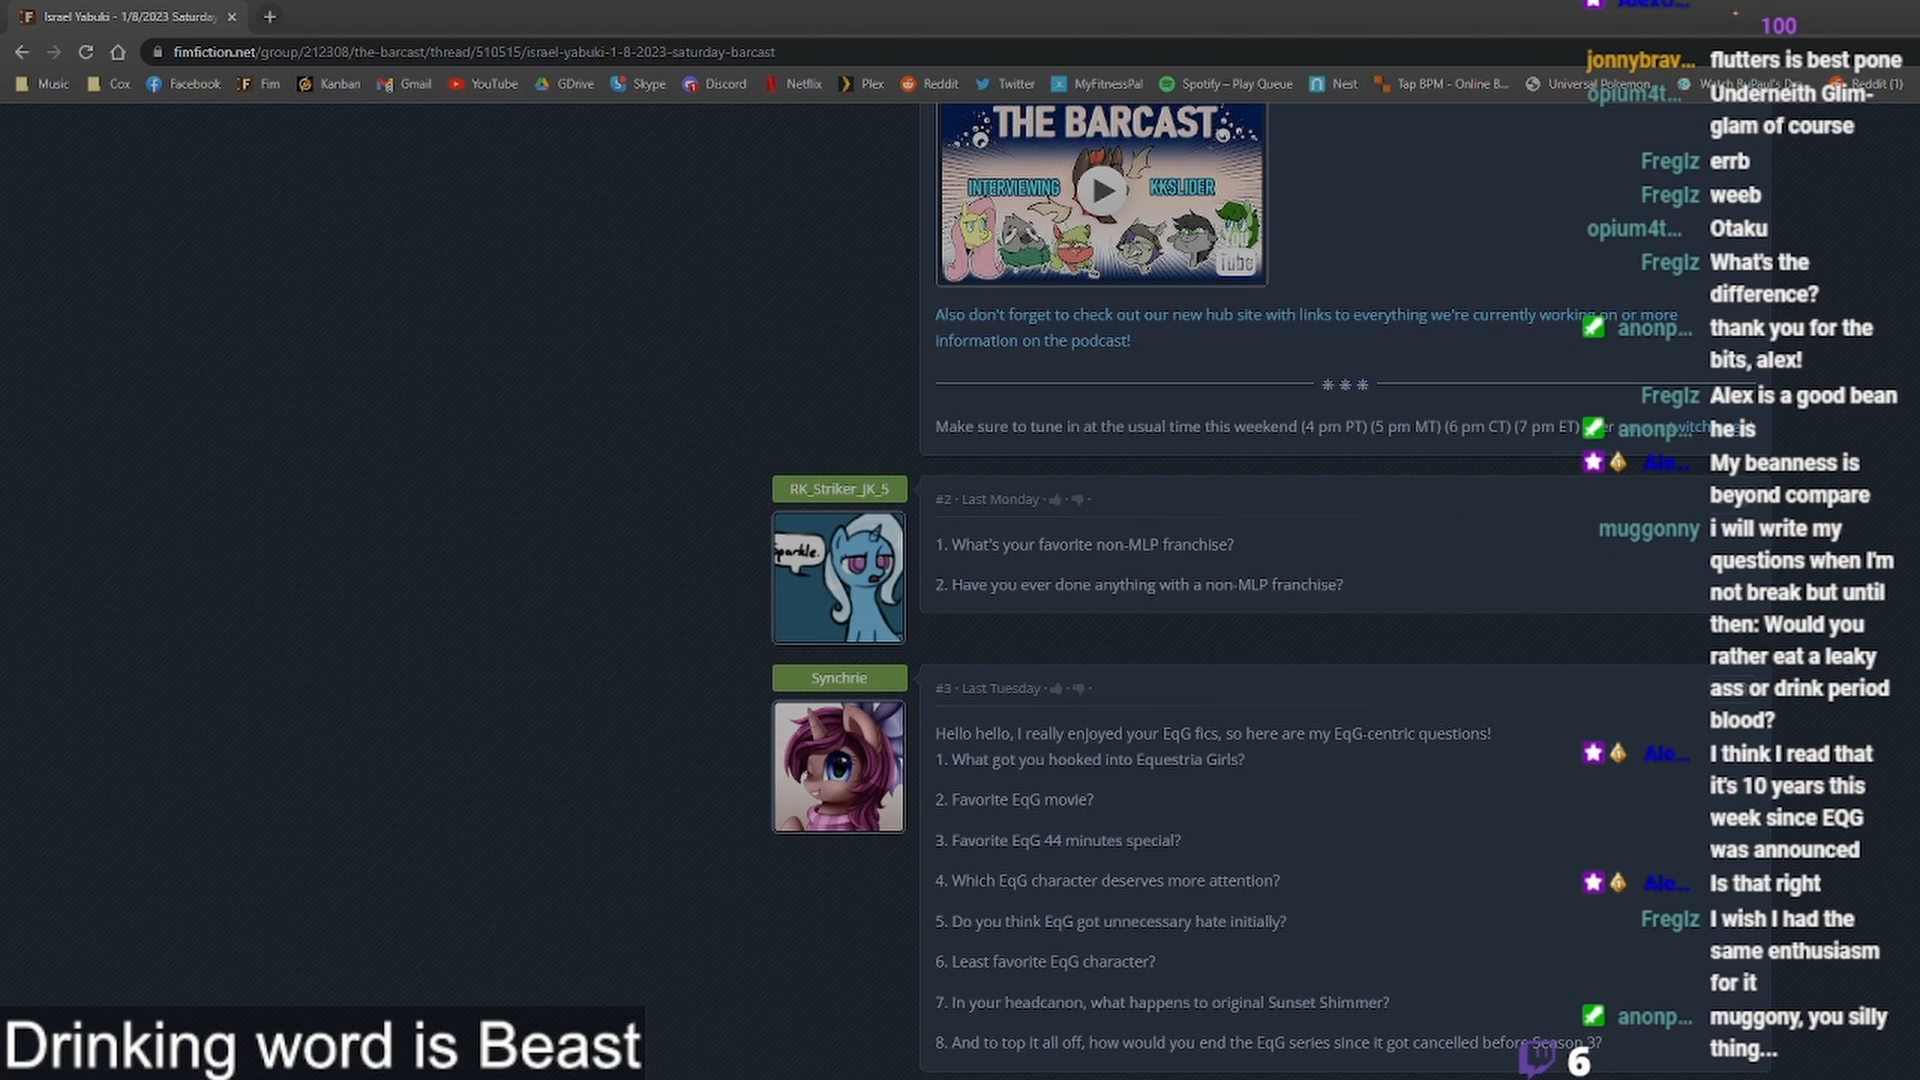 Israel Yabuki - 1/8/2023 Saturday
fimfiction.net/group/212308/the-barcast/thread/510515/israel-yabuki-1-8-2023-saturday-barcast
Music Cox Facebook Fim Kanban Gmail YouTube GDrive Skype Discord Netflix Plex Reddit Twitter MyFitnessPal Spotify – Play Queue Nest Tap BPM - Online B... Universal Pokemon Reddit (1)
THE BARCAST
INTERVIEWING KKSLIDER
You
Tube
Also don't forget to check out our new hub site with links to everything we're currently working on or more
information on the podcast!
Make sure to tune in at the usual time this weekend (4 pm PT) (5 pm MT) (6 pm CT) (7 pm ET)
RK_Striker_JK_5
Sparkle.
#2 · Last Monday ·
1. What's your favorite non-MLP franchise?
2. Have you ever done anything with a non-MLP franchise?
Synchrie
#3 · Last Tuesday ·
Hello hello, I really enjoyed your EqG fics, so here are my EqG-centric questions!
1. What got you hooked into Equestria Girls?
2. Favorite EqG movie?
3. Favorite EqG 44 minutes special?
4. Which EqG character deserves more attention?
5. Do you think EqG got unnecessary hate initially?
6. Least favorite EqG character?
7. In your headcanon, what happens to original Sunset Shimmer?
8. And to top it all off, how would you end the EqG series since it got cancelled before Season 3?
Drinking word is Beast
6
100
jonnybrav... flutters is best pone
opium4t... Underneith Glim-
glam of course
Freglz errb
Freglz weeb
opium4t... Otaku
Freglz What's the
difference?
anonp... thank you for the
bits, alex!
Freglz Alex is a good bean
anonp... he is
Ale... My beanness is
beyond compare
muggonny i will write my
questions when I'm
not break but until
then: Would you
rather eat a leaky
ass or drink period
blood?
Ale... I think I read that
it's 10 years this
week since EQG
was announced
Ale... Is that right
Freglz I wish I had the
same enthusiasm
for it
anonp... muggony, you silly
thing...